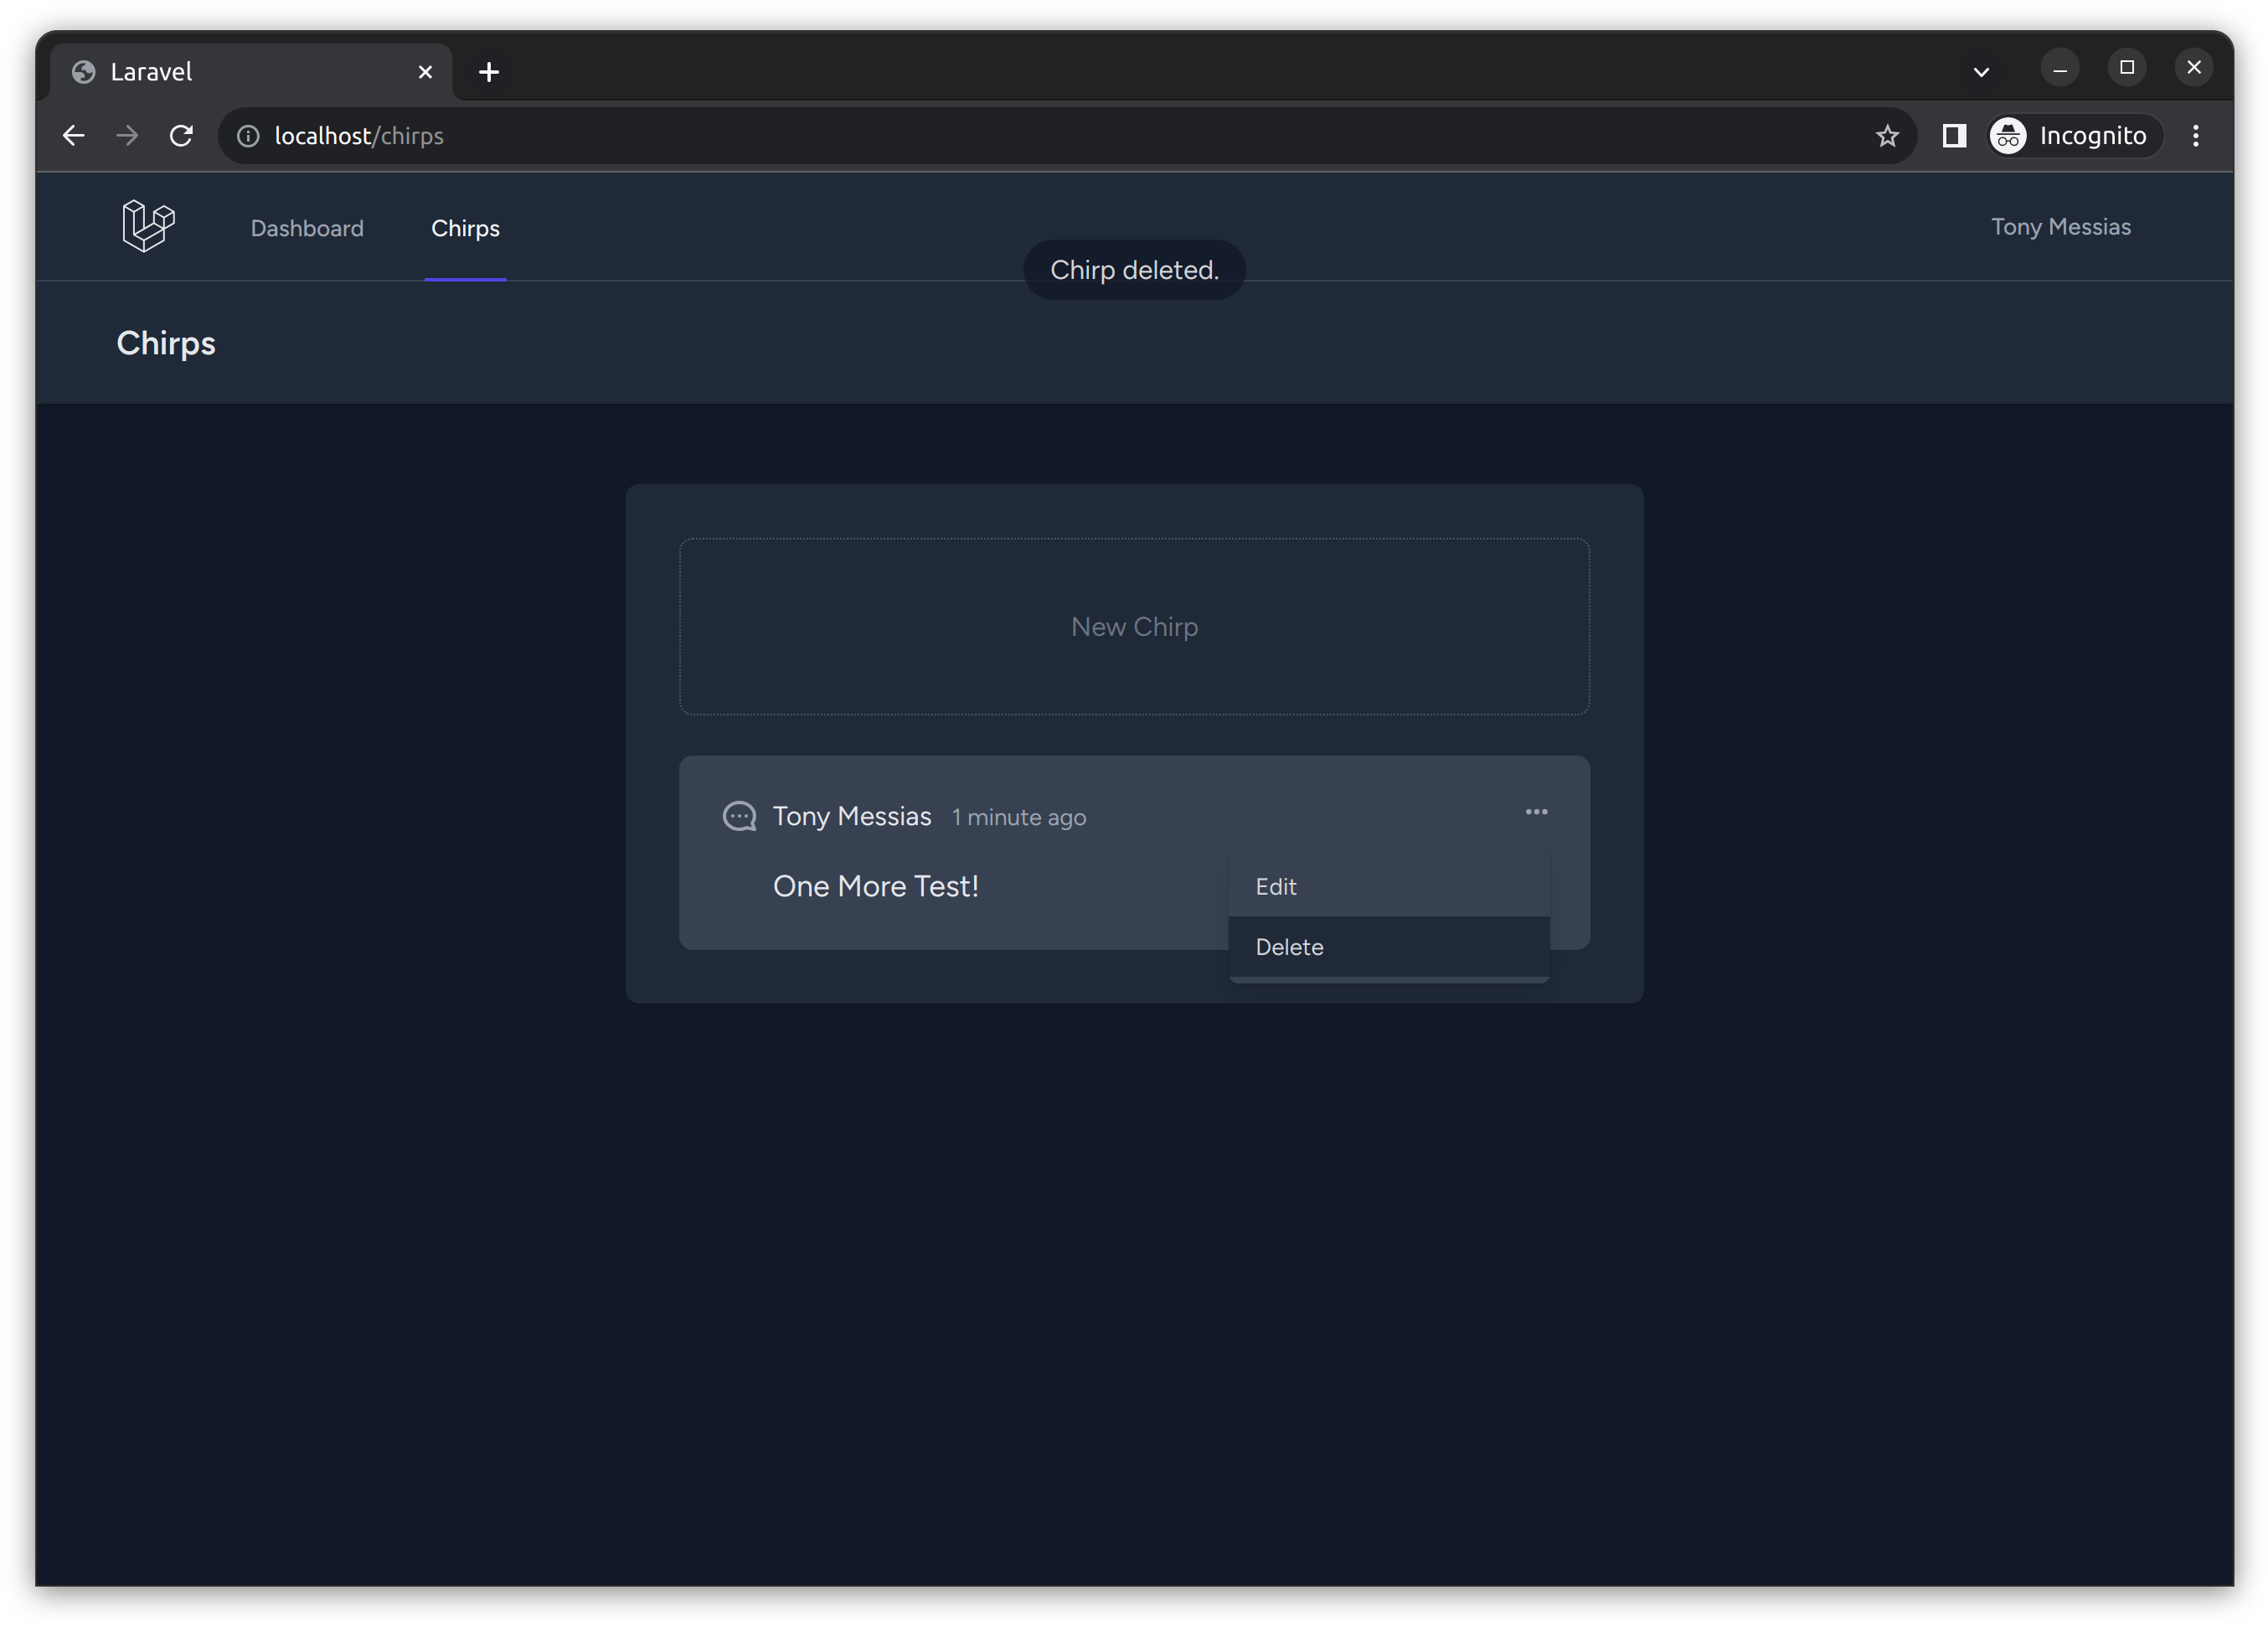 Laravel
localhost/chirps
Incognito
Dashboard
Chirps
Tony Messias
Chirp deleted.
Chirps
New Chirp
Tony Messias 1 minute ago
One More Test!
Edit
Delete